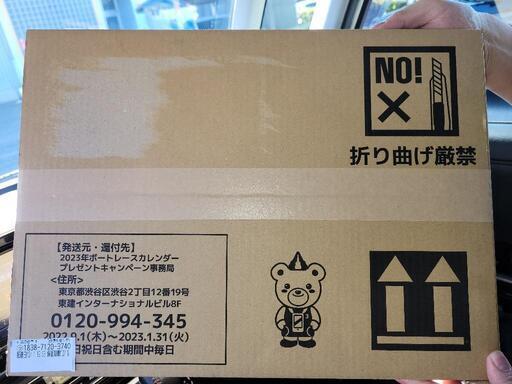 NO!
折り曲げ厳禁
【発送元・還付先】
2023年ボートレースカレンダー
プレゼントキャンペーン事務局
<住所>
東京都渋谷区渋谷2丁目12番19号
東建インターナショナルビル8F
0120-994-345
2022.9.1(木)～2023.1.31(火)
日祝日含む期間中毎日
1838-7120-3740